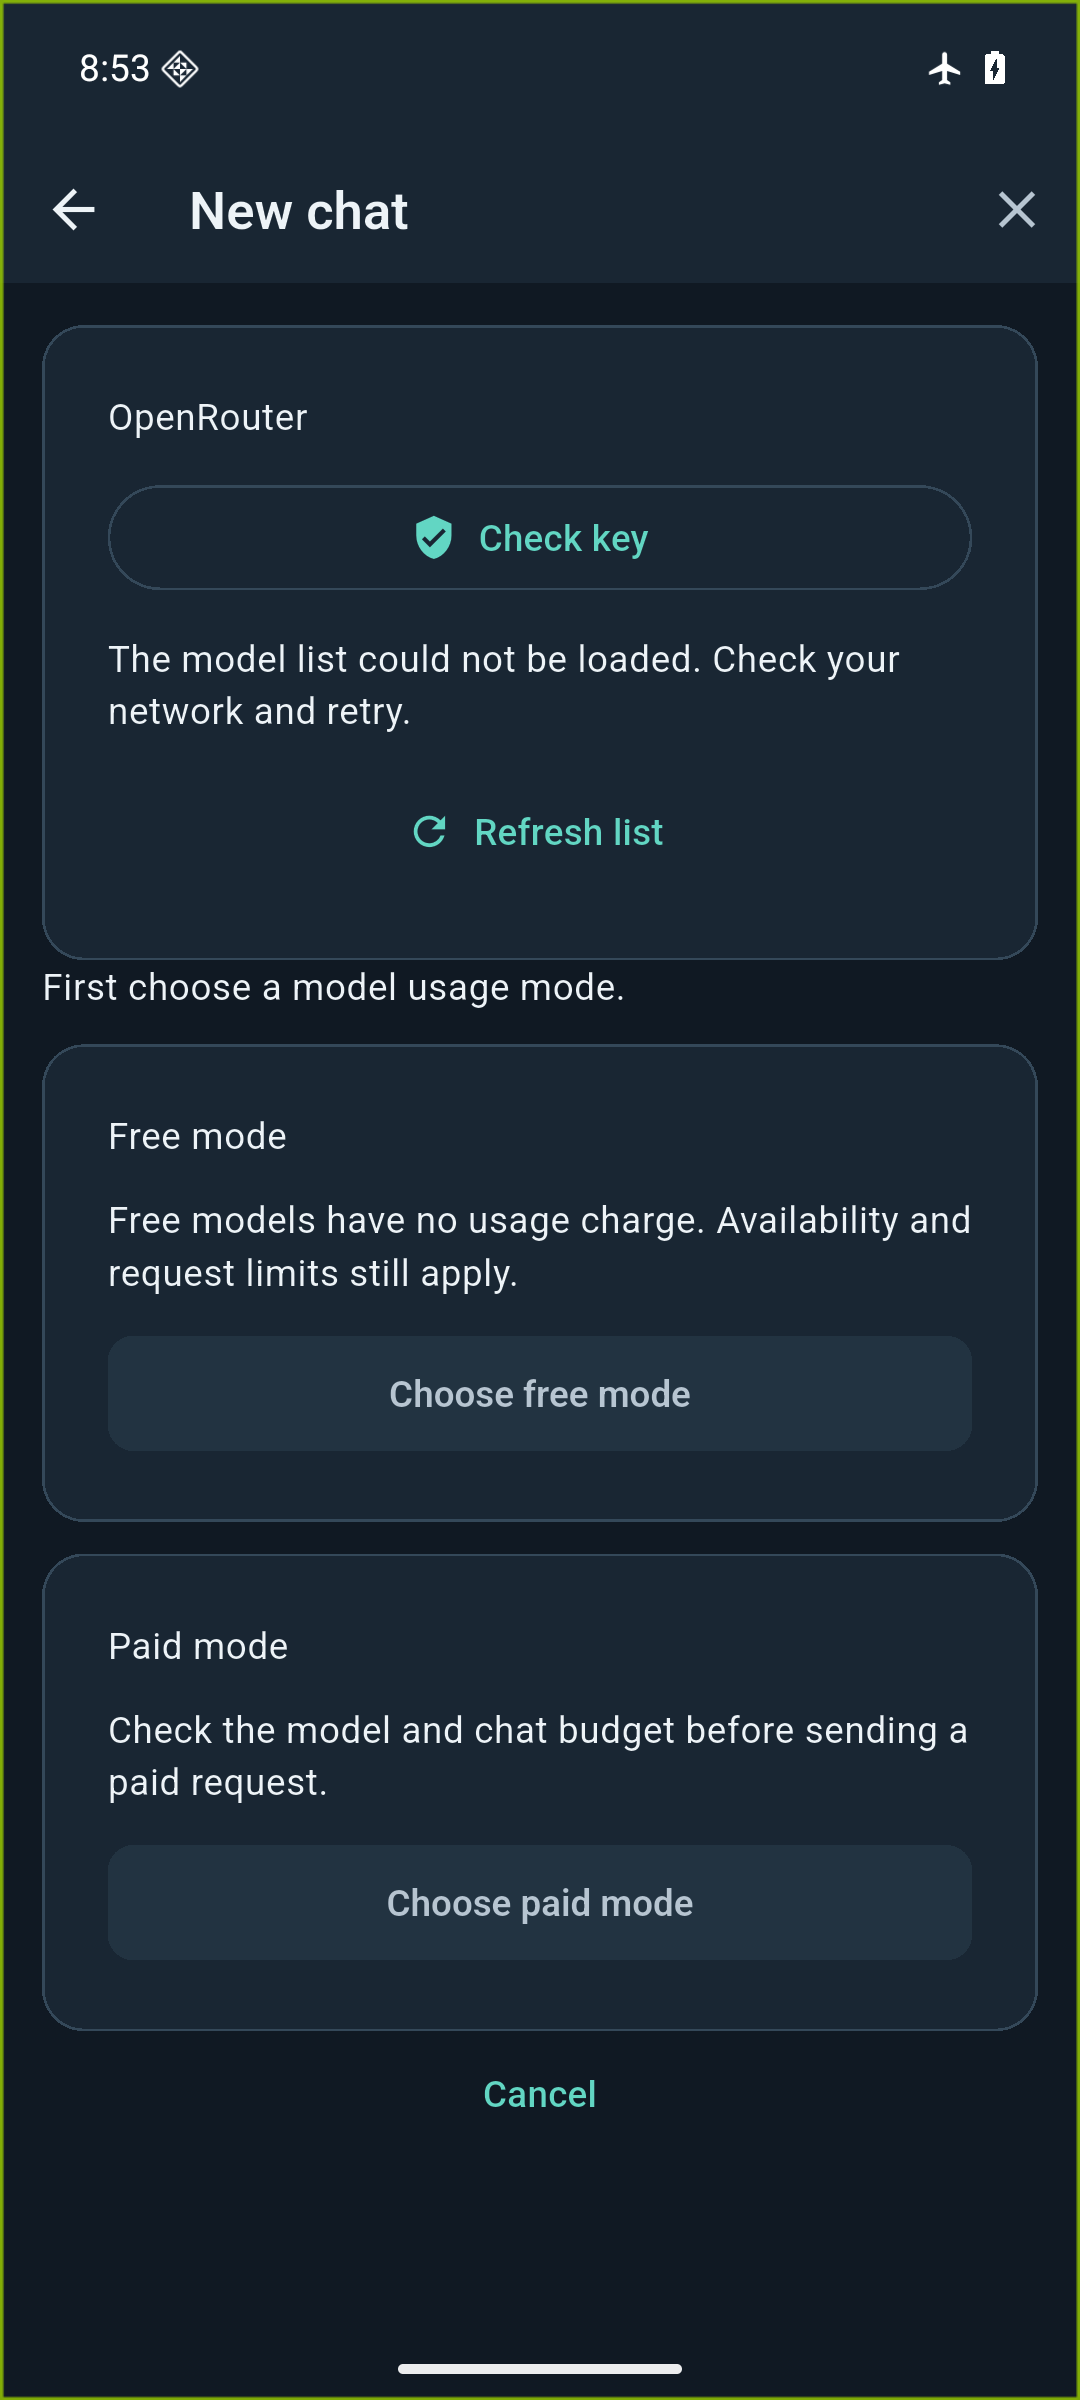 8:53
New chat
OpenRouter
Check key
The model list could not be loaded. Check your
network and retry.
Refresh list
First choose a model usage mode.
Free mode
Free models have no usage charge. Availability and
request limits still apply.
Choose free mode
Paid mode
Check the model and chat budget before sending a
paid request.
Choose paid mode
Cancel